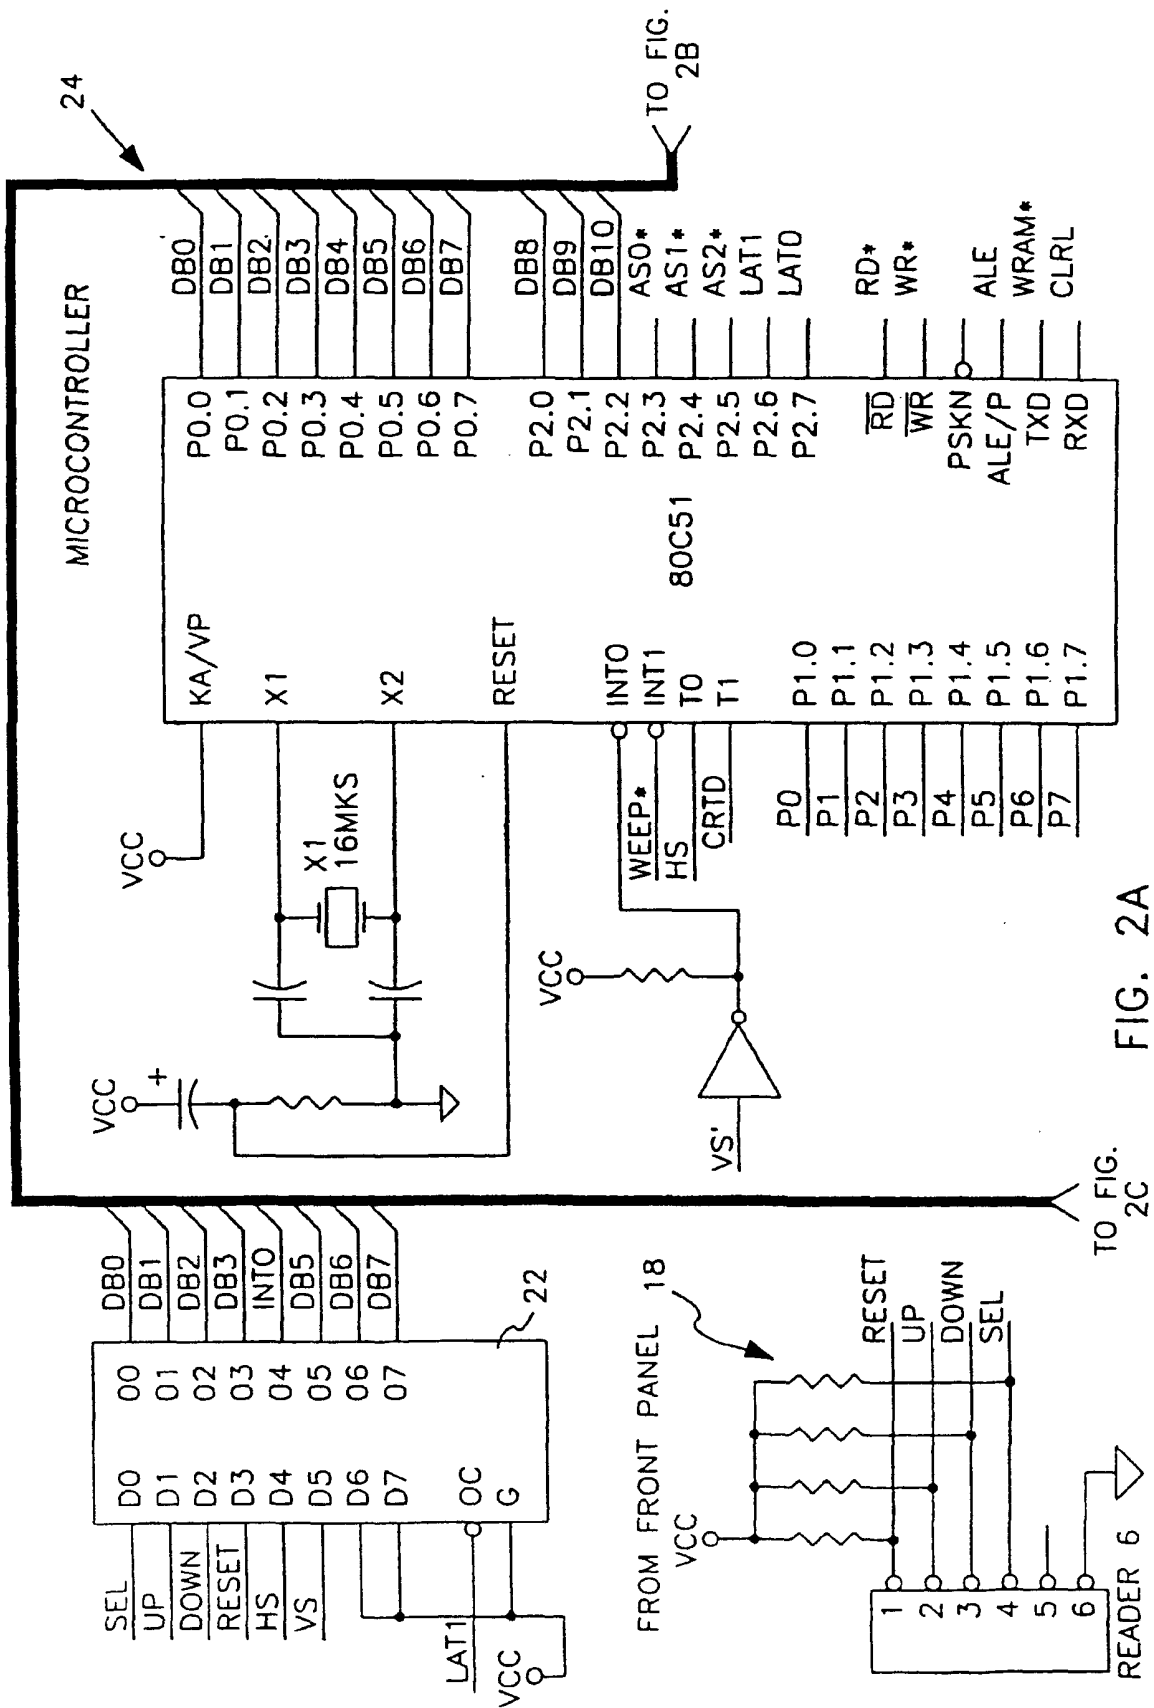 MICROCONTROLLER
24
TO FIG.
2B
VCC
KA/VP
X1
X2
RESET
X1
16MKS
VCC
+
80C51
P0.0
P0.1
P0.2
P0.3
P0.4
P0.5
P0.6
P0.7
P2.0
P2.1
P2.2
P2.3
P2.4
P2.5
P2.6
P2.7
RD
WR
PSKN
ALE/P
TXD
RXD
DB0
DB1
DB2
DB3
DB4
DB5
DB6
DB7
DB8
DB9
DB10
AS0*
AS1*
AS2*
LAT1
LAT0
RD*
WR*
ALE
WRAM*
CLRL
INTO
INT1
TO
T1
P1.0
P1.1
P1.2
P1.3
P1.4
P1.5
P1.6
P1.7
WEEP*
HS
CRTD
P0
P1
P2
P3
P4
P5
P6
P7
VCC
VS'
DB0
DB1
DB2
DB3
INTO
DB5
DB6
DB7
O0
O1
O2
O3
O4
O5
O6
O7
D0
D1
D2
D3
D4
D5
D6
D7
OC
G
22
SEL
UP
DOWN
RESET
HS
VS
LAT1
VCC
FROM FRONT PANEL
18
VCC
RESET
UP
DOWN
SEL
1
2
3
4
5
6
READER 6
TO FIG.
2C
FIG. 2A